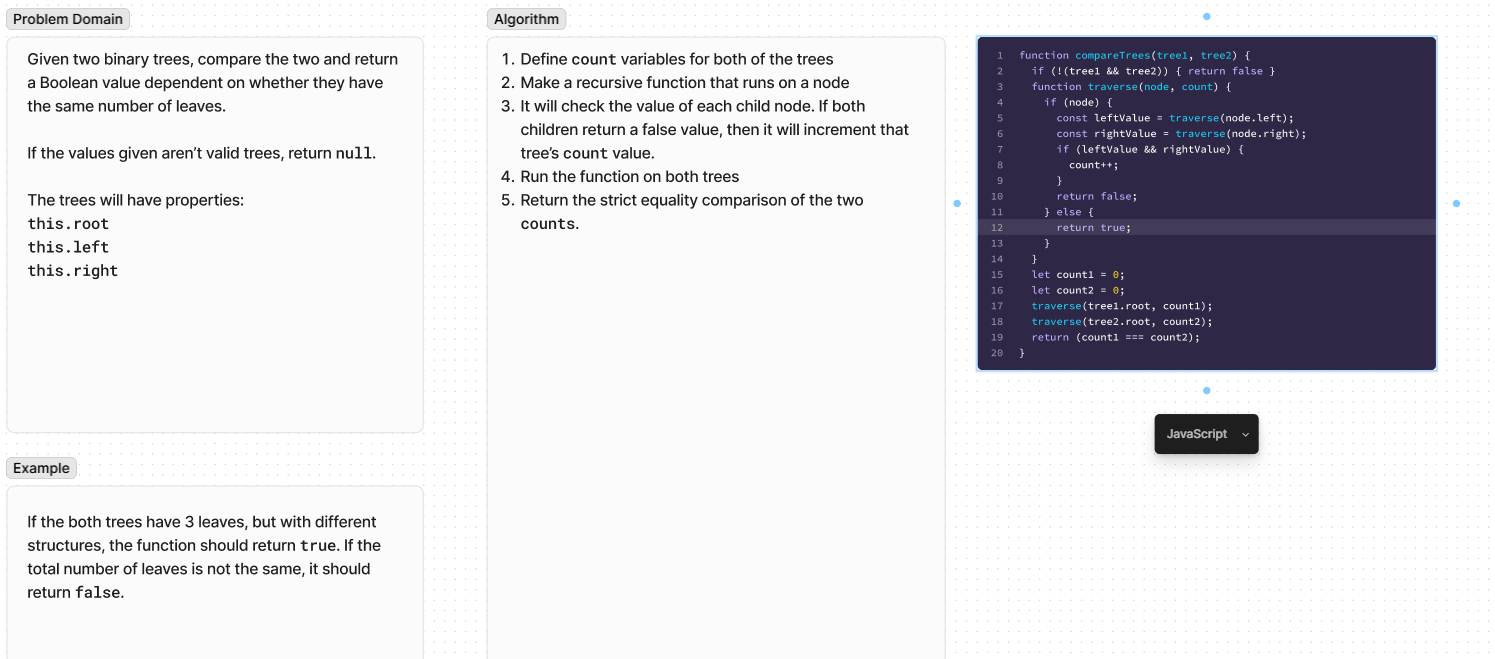 Problem Domain
Given two binary trees, compare the two and return
a Boolean value dependent on whether they have
the same number of leaves.
If the values given aren’t valid trees, return null.
The trees will have properties:
this.root
this.left
this.right
Example
If the both trees have 3 leaves, but with different
structures, the function should return true. If the
total number of leaves is not the same, it should
return false.
Algorithm
1. Define count variables for both of the trees
2. Make a recursive function that runs on a node
3. It will check the value of each child node. If both
children return a false value, then it will increment that
tree’s count value.
4. Run the function on both trees
5. Return the strict equality comparison of the two
counts.
1 function compareTrees(tree1, tree2) {
2 if (!(tree1 && tree2)) { return false }
3 function traverse(node, count) {
4 if (node) {
5 const leftValue = traverse(node.left);
6 const rightValue = traverse(node.right);
7 if (leftValue && rightValue) {
8 count++;
9 }
10 return false;
11 } else {
12 return true;
13 }
14 }
15 let count1 = 0;
16 let count2 = 0;
17 traverse(tree1.root, count1);
18 traverse(tree2.root, count2);
19 return (count1 === count2);
20 }
JavaScript